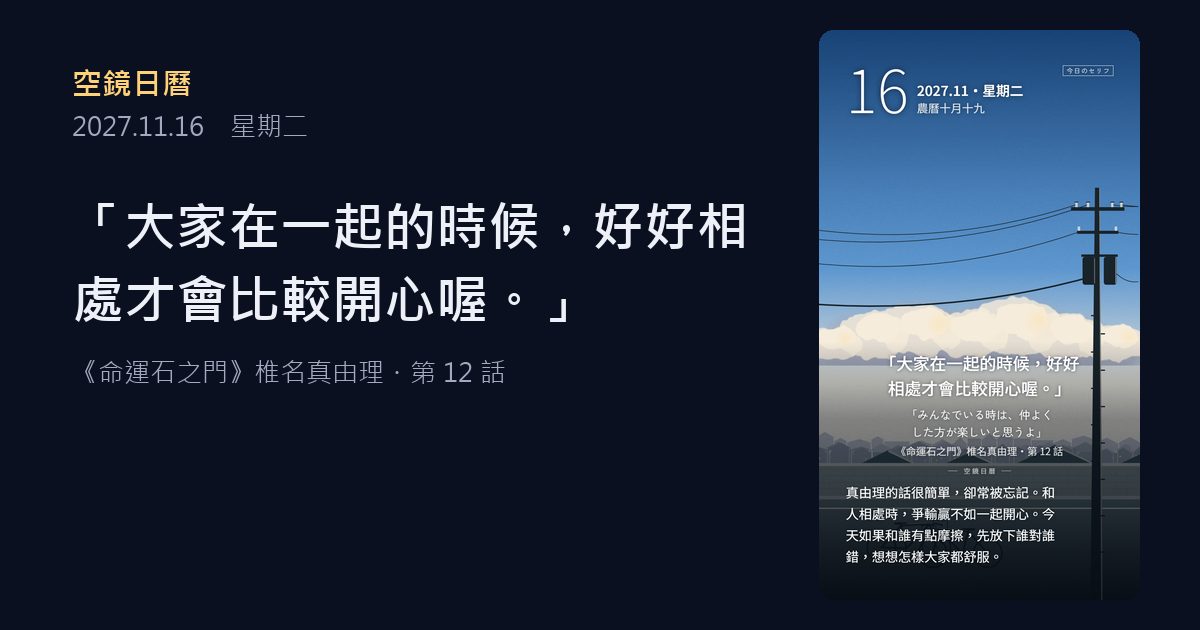 空鏡日曆
2027.11.16　星期二
「大家在一起的時候，好好相
處才會比較開心喔。」
《命運石之門》椎名真由理・第 12 話
16
2027.11・星期二
農曆十月十九
今日のセリフ
「大家在一起的時候，好好
相處才會比較開心喔。」
「みんなでいる時は、仲よく
した方が楽しいと思うよ」
《命運石之門》椎名真由理・第 12 話
— 空鏡日曆 —
真由理的話很簡單，卻常被忘記。和
人相處時，爭輸贏不如一起開心。今
天如果和誰有點摩擦，先放下誰對誰
錯，想想怎樣大家都舒服。